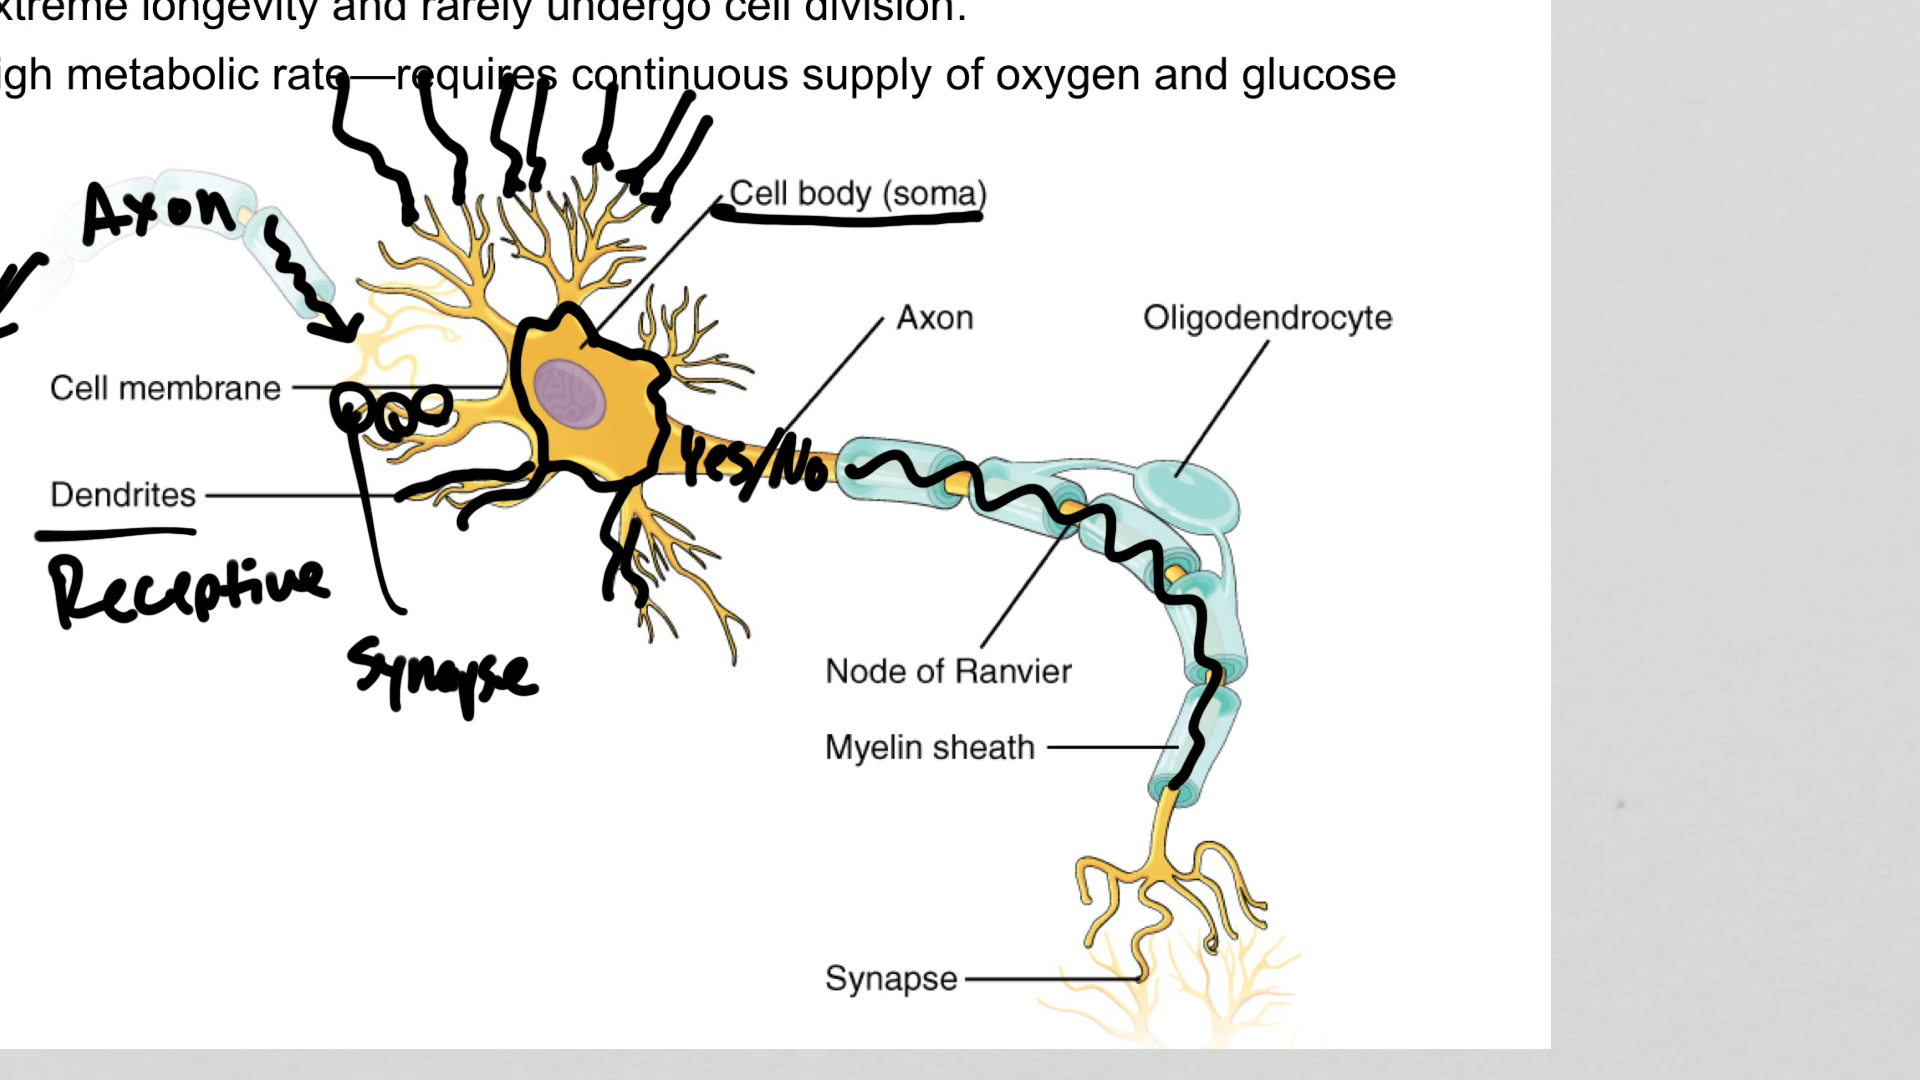 xtreme longevity and rarely undergo cell division.
igh metabolic rate—requires continuous supply of oxygen and glucose
Axon
Cell body (soma)
Axon
Oligodendrocyte
Cell membrane
Yes/No
Dendrites
Receptive
Synapse
Node of Ranvier
Myelin sheath
Synapse